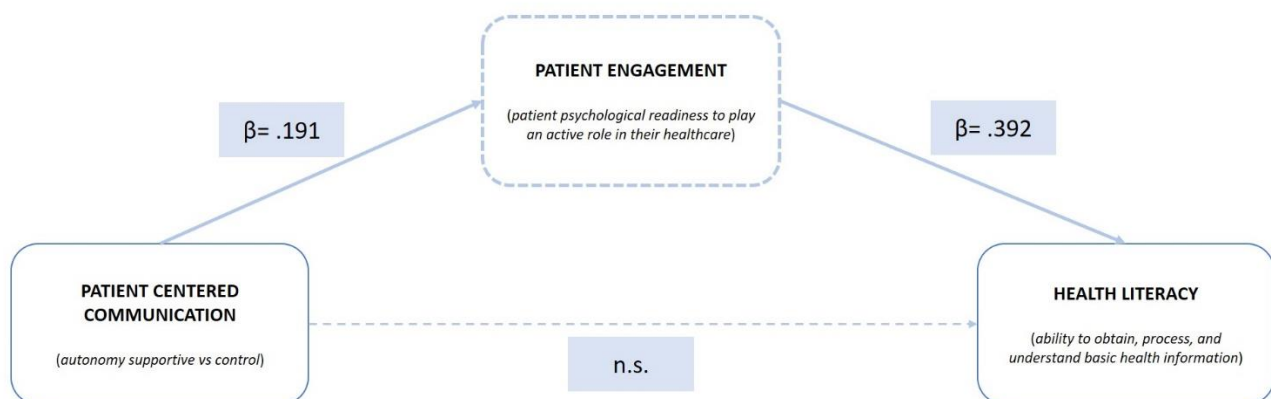 PATIENT ENGAGEMENT
(patient psychological readiness to play
an active role in their healthcare)
β= .191
β= .392
PATIENT CENTERED
COMMUNICATION
(autonomy supportive vs control)
HEALTH LITERACY
(ability to obtain, process, and
understand basic health information)
n.s.